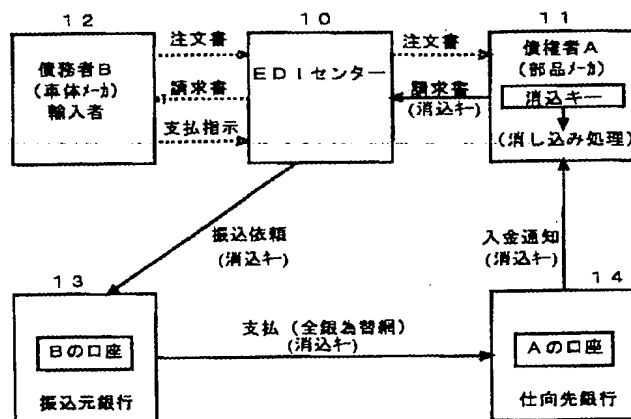 12
10
11
注文書
注文書
債務者B
(車体メーカ)
輸入者
EDIセンター
債権者A
(部品メーカ)
請求書
請求書
(消込キー)
消込キー
支払指示
(消し込み処理)
振込依頼
(消込キー)
入金通知
(消込キー)
13
14
支払(全銀為替網)
(消込キー)
Bの口座
Aの口座
振込元銀行
仕向先銀行